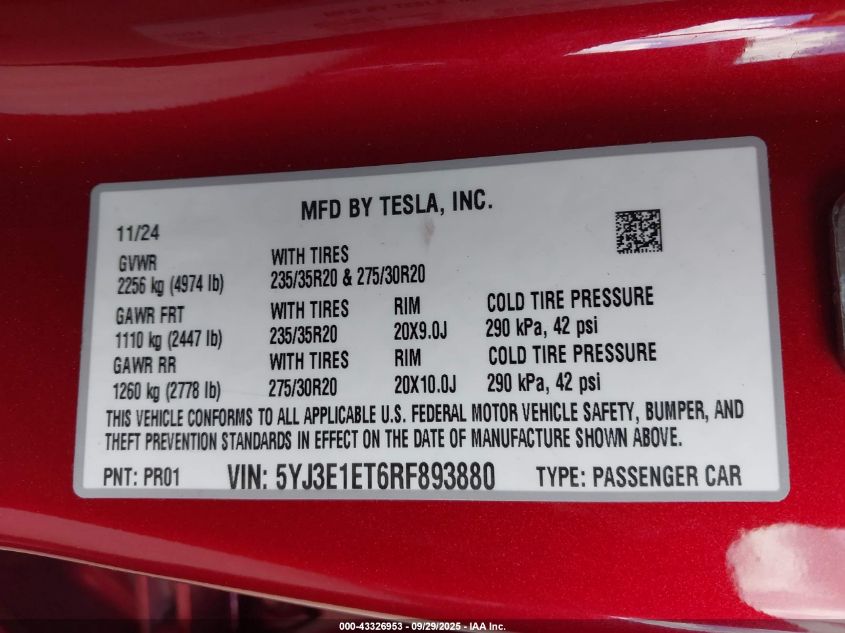 MFD BY TESLA, INC.
11/24
GVWR WITH TIRES
2256 kg (4974 lb) 235/35R20 & 275/30R20
GAWR FRT WITH TIRES RIM COLD TIRE PRESSURE
1110 kg (2447 lb) 235/35R20 20X9.0J 290 kPa, 42 psi
GAWR RR WITH TIRES RIM COLD TIRE PRESSURE
1260 kg (2778 lb) 275/30R20 20X10.0J 290 kPa, 42 psi
THIS VEHICLE CONFORMS TO ALL APPLICABLE U.S. FEDERAL MOTOR VEHICLE SAFETY, BUMPER, AND
THEFT PREVENTION STANDARDS IN EFFECT ON THE DATE OF MANUFACTURE SHOWN ABOVE.
PNT: PR01 VIN: 5YJ3E1ET6RF893880 TYPE: PASSENGER CAR
000-43326953 - 09/29/2025 - IAA Inc.